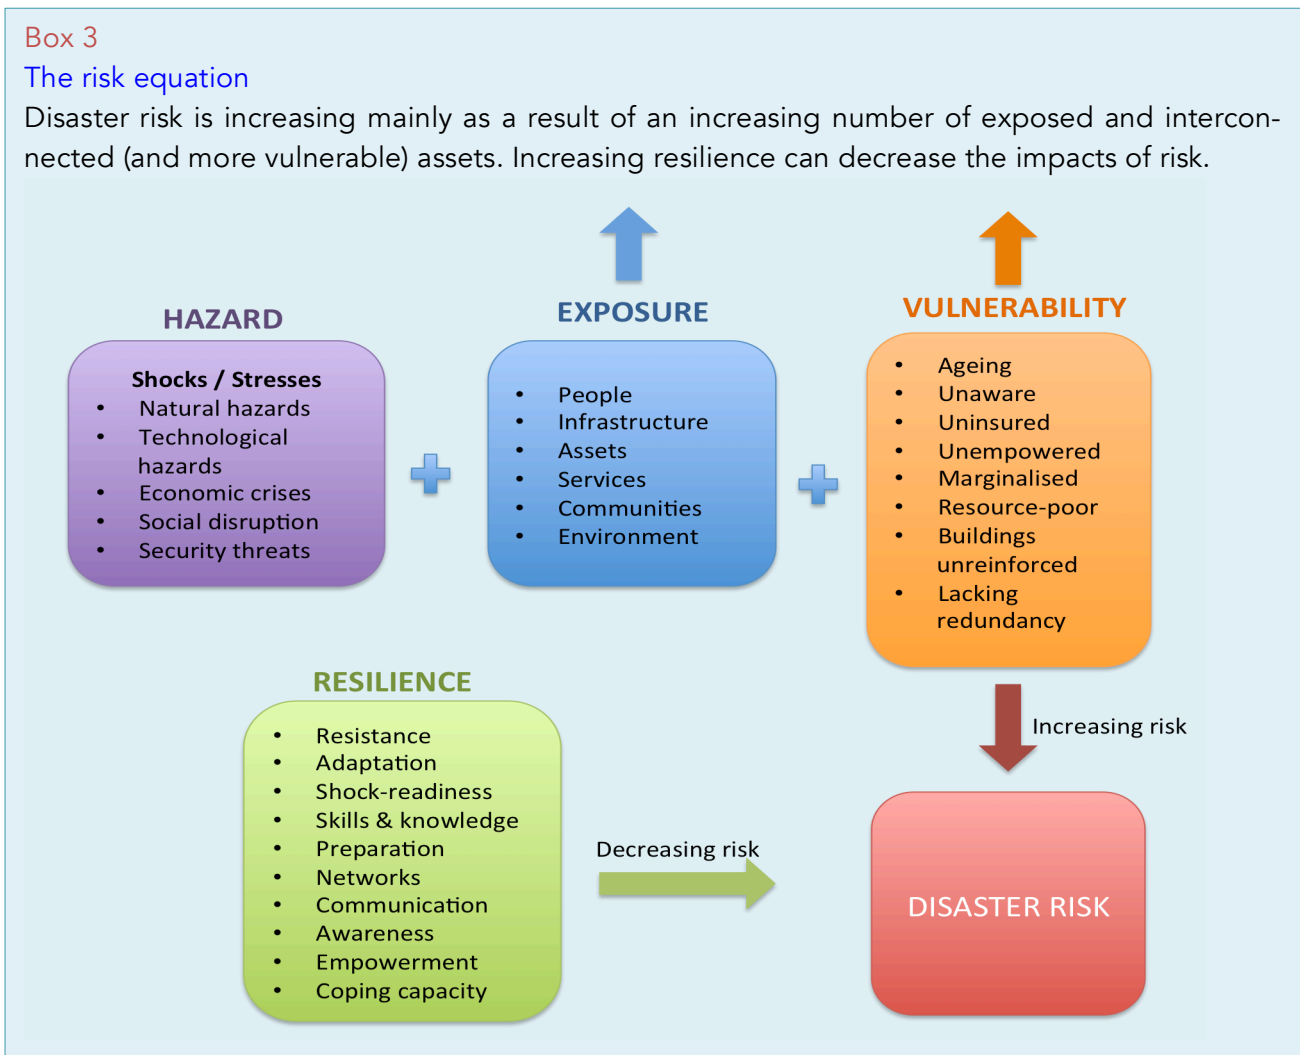 Box 3
The risk equation
Disaster risk is increasing mainly as a result of an increasing number of exposed and intercon-
nected (and more vulnerable) assets. Increasing resilience can decrease the impacts of risk.
HAZARD
Shocks / Stresses
• Natural hazards
• Technological
hazards
• Economic crises
• Social disruption
• Security threats
EXPOSURE
• People
• Infrastructure
• Assets
• Services
• Communities
• Environment
VULNERABILITY
• Ageing
• Unaware
• Uninsured
• Unempowered
• Marginalised
• Resource-poor
• Buildings
unreinforced
• Lacking
redundancy
RESILIENCE
• Resistance
• Adaptation
• Shock-readiness
• Skills & knowledge
• Preparation
• Networks
• Communication
• Awareness
• Empowerment
• Coping capacity
Decreasing risk
Increasing risk
DISASTER RISK